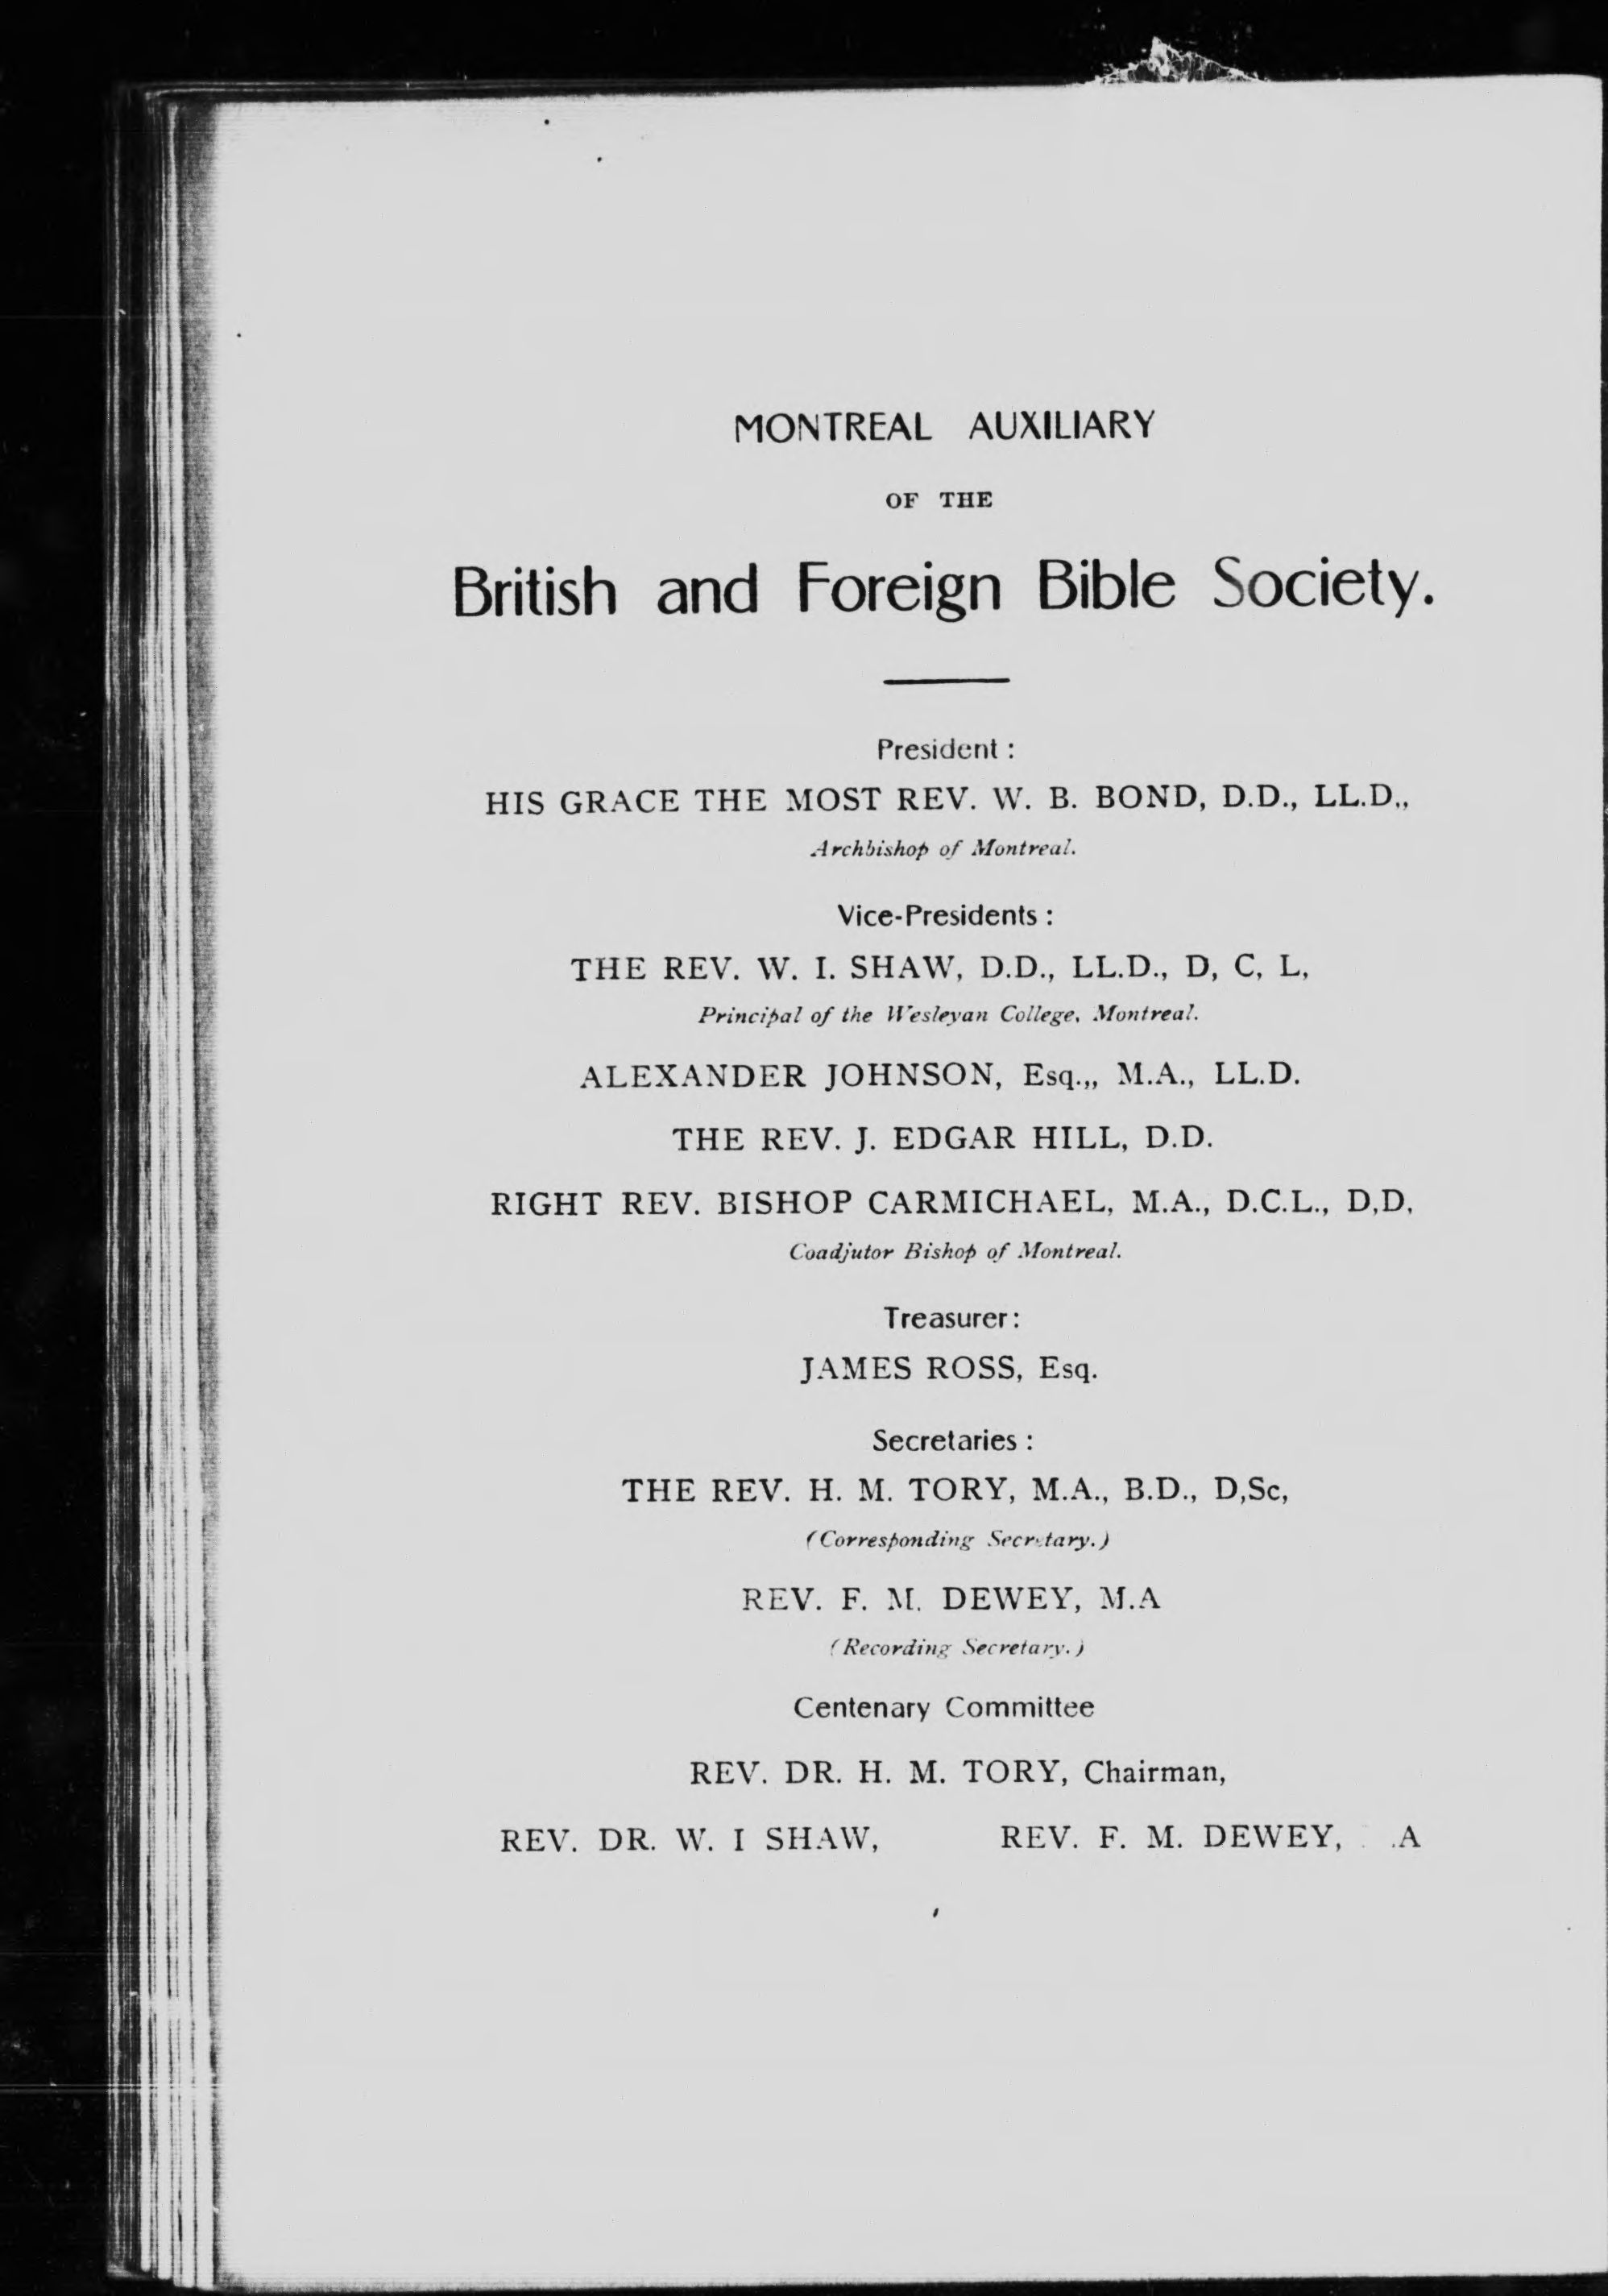 MONTREAL AUXILIARY
OF THE
British and Foreign Bible Society.
President :
HIS GRACE THE MOST REV. W. B. BOND, D.D., LL.D.,
Archbishop of Montreal.
Vice-Presidents :
THE REV. W. I. SHAW, D.D., LL.D., D, C, L,
Principal of the Wesleyan College, Montreal.
ALEXANDER JOHNSON, Esq.,, M.A., LL.D.
THE REV. J. EDGAR HILL, D.D.
RIGHT REV. BISHOP CARMICHAEL, M.A., D.C.L., D,D,
Coadjutor Bishop of Montreal.
Treasurer :
JAMES ROSS, Esq.
Secretaries :
THE REV. H. M. TORY, M.A., B.D., D,Sc,
(Corresponding Secretary.)
REV. F. M. DEWEY, M.A
(Recording Secretary.)
Centenary Committee
REV. DR. H. M. TORY, Chairman,
REV. DR. W. I SHAW, REV. F. M. DEWEY, .A